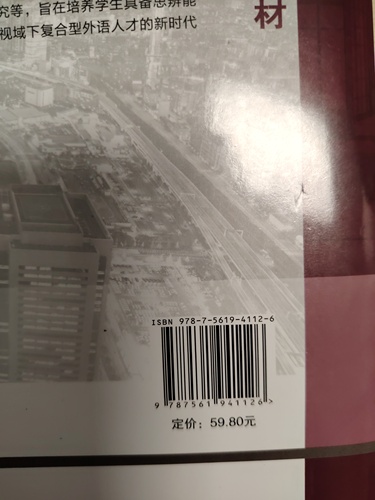 究等，旨在培养学生具备思辨能
视域下复合型外语人才的新时代
材
ISBN 978-7-5619-4112-6
9 787561 941126 >
定价：59.80元